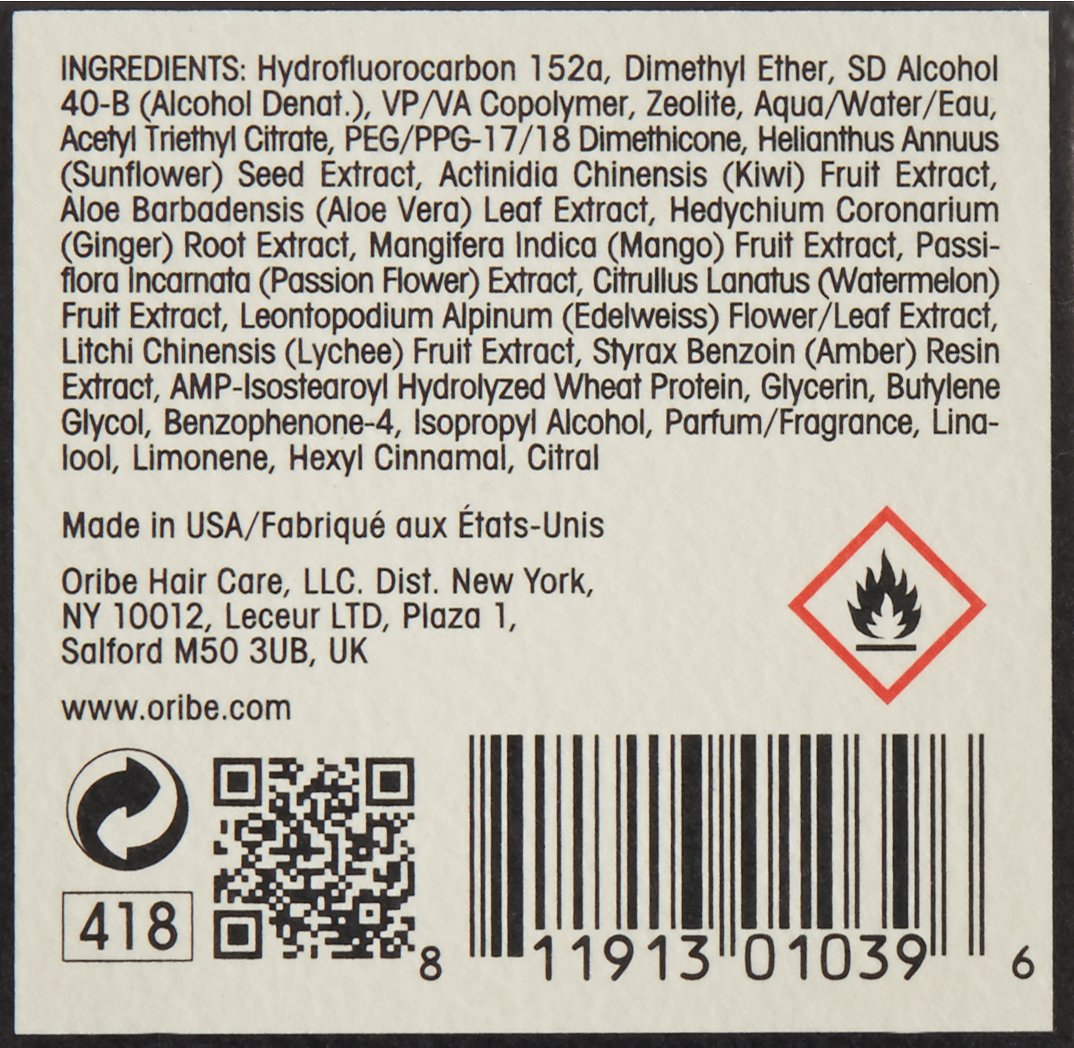 INGREDIENTS: Hydrofluorocarbon 152a, Dimethyl Ether, SD Alcohol
40-B (Alcohol Denat.), VP/VA Copolymer, Zeolite, Aqua/Water/Eau,
Acetyl Triethyl Citrate, PEG/PPG-17/18 Dimethicone, Helianthus Annuus
(Sunflower) Seed Extract, Actinidia Chinensis (Kiwi) Fruit Extract,
Aloe Barbadensis (Aloe Vera) Leaf Extract, Hedychium Coronarium
(Ginger) Root Extract, Mangifera Indica (Mango) Fruit Extract, Passi-
flora Incarnata (Passion Flower) Extract, Citrullus Lanatus (Watermelon)
Fruit Extract, Leontopodium Alpinum (Edelweiss) Flower/Leaf Extract,
Litchi Chinensis (Lychee) Fruit Extract, Styrax Benzoin (Amber) Resin
Extract, AMP-Isostearoyl Hydrolyzed Wheat Protein, Glycerin, Butylene
Glycol, Benzophenone-4, Isopropyl Alcohol, Parfum/Fragrance, Lina-
lool, Limonene, Hexyl Cinnamal, Citral
Made in USA/Fabriqué aux États-Unis
Oribe Hair Care, LLC. Dist. New York,
NY 10012, Leceur LTD, Plaza 1,
Salford M50 3UB, UK
www.oribe.com
418
8 11913 01039 6